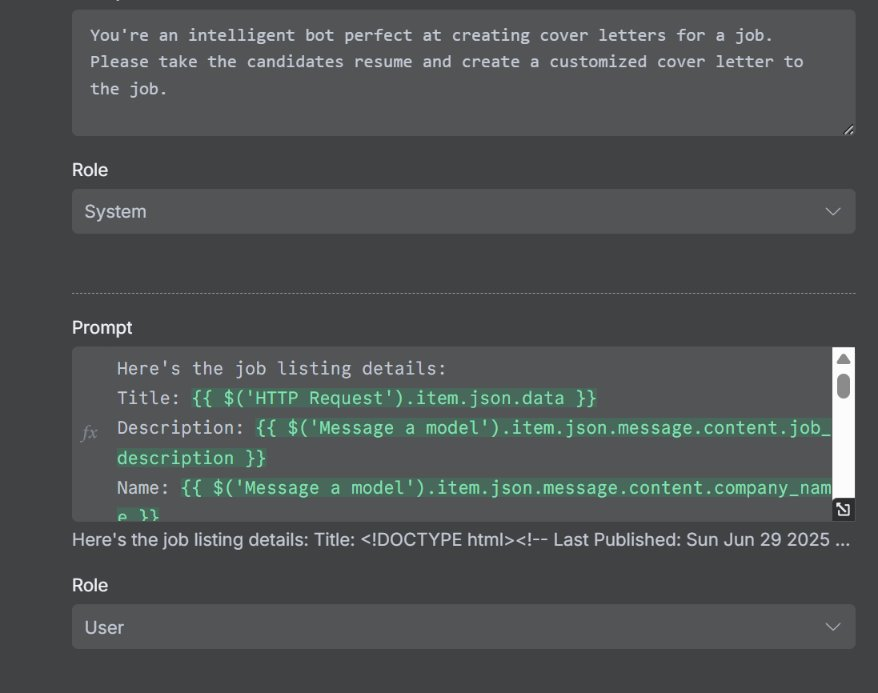 You're an intelligent bot perfect at creating cover letters for a job.
Please take the candidates resume and create a customized cover letter to
the job.
Role
System
Prompt
Here's the job listing details:
Title: {{ $('HTTP Request').item.json.data }}
fx
Description: {{ $('Message a model').item.json.message.content.job_
description }}
Name: {{ $('Message a model').item.json.message.content.company_nam
e }}
Here's the job listing details: Title: <!DOCTYPE html><!-- Last Published: Sun Jun 29 2025 ...
Role
User